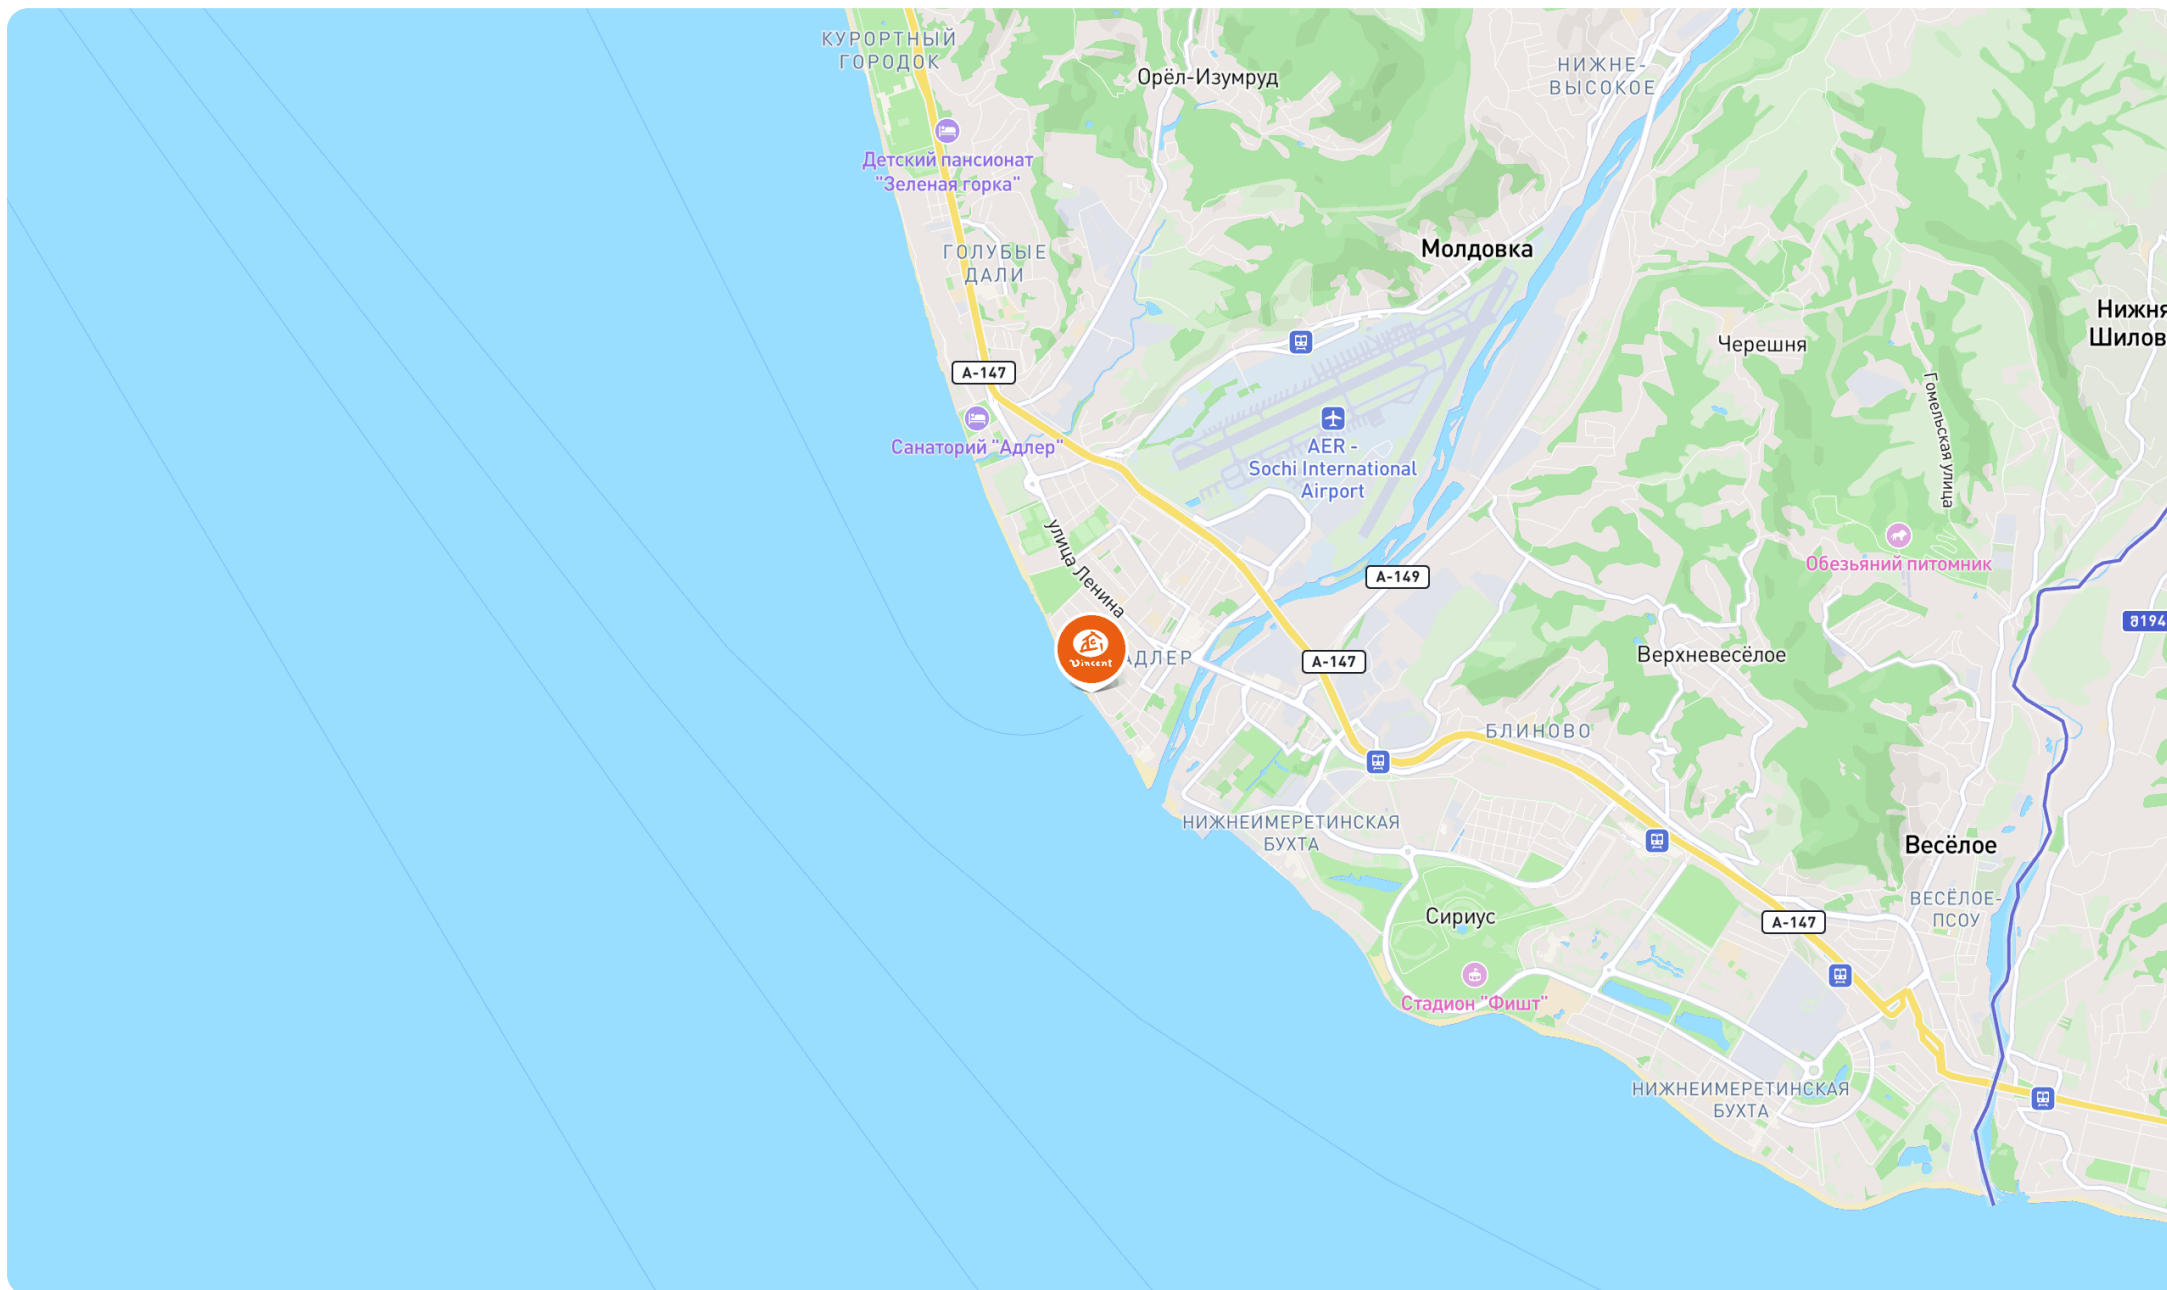 КУРОРТНЫЙ
ГОРОДОК
Орёл-Изумруд
НИЖНЕ-
ВЫСОКОЕ
Детский пансионат
"Зеленая горка"
ГОЛУБЫЕ
ДАЛИ
Молдовка
Нижня
Шилов
Черешня
А-147
Гомельская улица
Санаторий "Адлер"
AER -
Sochi International
Airport
улица Ленина
Обезьяний питомник
А-149
მ194
Vincent
АДЛЕР
А-147
Верхневесёлое
БЛИНОВО
НИЖНЕИМЕРЕТИНСКАЯ
БУХТА
Весёлое
ВЕСЁЛОЕ-
ПСОУ
Сириус
А-147
Стадион "Фишт"
НИЖНЕИМЕРЕТИНСКАЯ
БУХТА